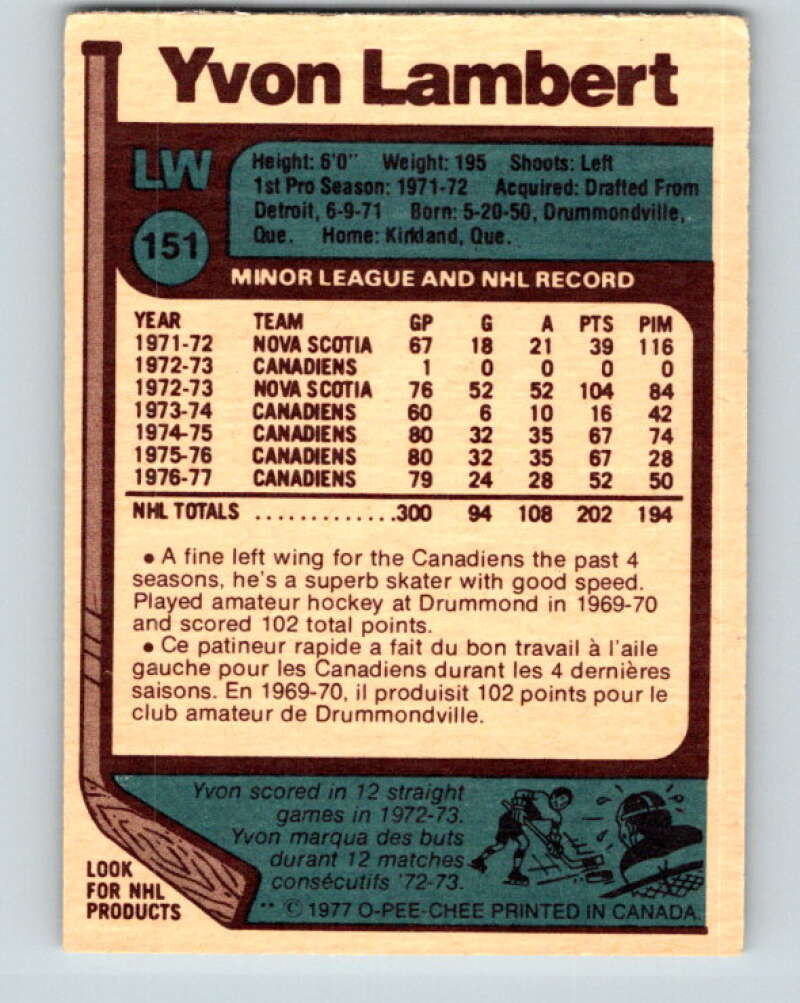 Yvon Lambert
LW
151
Height: 6'0" Weight: 195 Shoots: Left
1st Pro Season: 1971-72 Acquired: Drafted From
Detroit, 6-9-71 Born: 5-20-50, Drummondville,
Que. Home: Kirkland, Que.
MINOR LEAGUE AND NHL RECORD
YEAR TEAM GP G A PTS PIM
1971-72 NOVA SCOTIA 67 18 21 39 116
1972-73 CANADIENS 1 0 0 0 0
1972-73 NOVA SCOTIA 76 52 52 104 84
1973-74 CANADIENS 60 6 10 16 42
1974-75 CANADIENS 80 32 35 67 74
1975-76 CANADIENS 80 32 35 67 28
1976-77 CANADIENS 79 24 28 52 50
NHL TOTALS .............300 94 108 202 194
• A fine left wing for the Canadiens the past 4
seasons, he's a superb skater with good speed.
Played amateur hockey at Drummond in 1969-70
and scored 102 total points.
• Ce patineur rapide a fait du bon travail à l'aile
gauche pour les Canadiens durant les 4 dernières
saisons. En 1969-70, il produisit 102 points pour le
club amateur de Drummondville.
Yvon scored in 12 straight
games in 1972-73.
Yvon marqua des buts
durant 12 matches
consécutifs '72-73.
LOOK
FOR NHL
PRODUCTS
** © 1977 O-PEE-CHEE PRINTED IN CANADA.